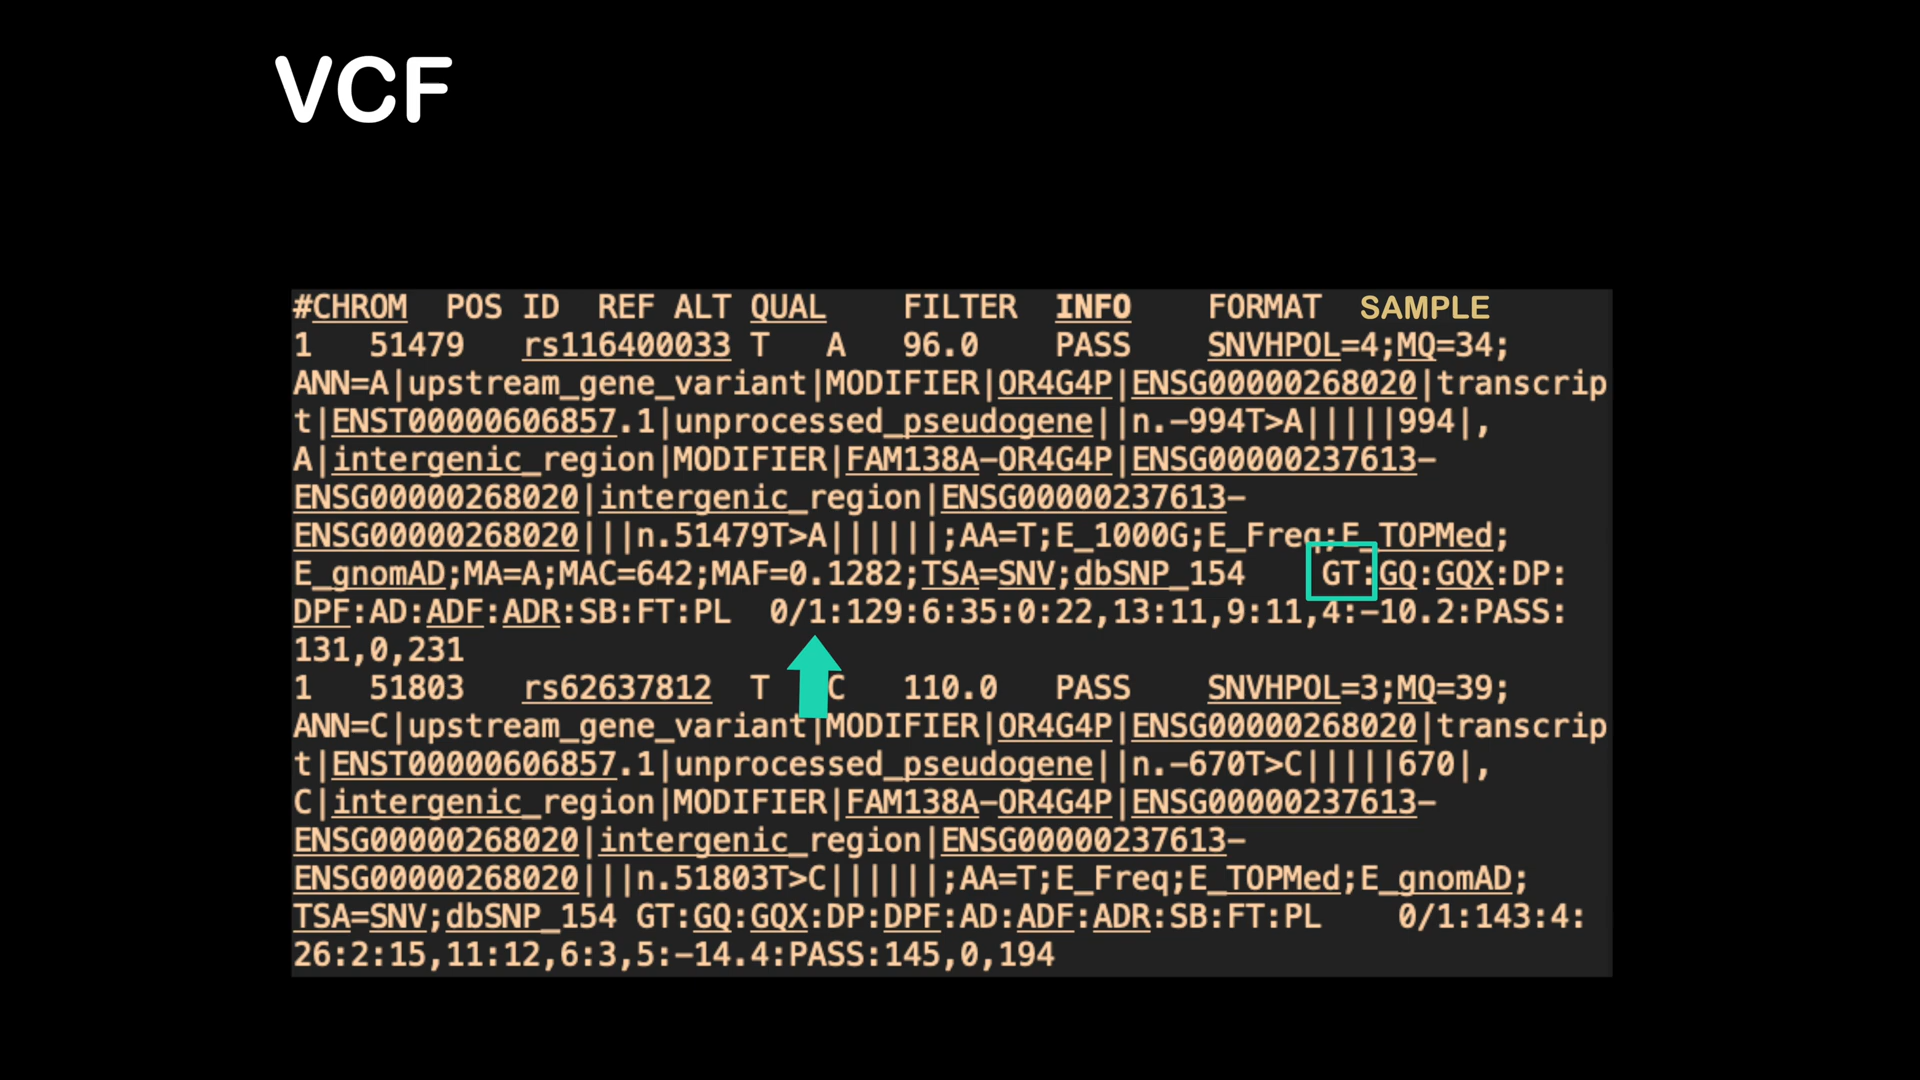 VCF
#CHROM POS ID REF ALT QUAL FILTER INFO FORMAT SAMPLE
1 51479 rs116400033 T A 96.0 PASS SNVHPOL=4;MQ=34;
ANN=A|upstream_gene_variant|MODIFIER|OR4G4P|ENSG00000268020|transcrip
t|ENST00000606857.1|unprocessed_pseudogene||n.-994T>A|||||994|,
A|intergenic_region|MODIFIER|FAM138A-OR4G4P|ENSG00000237613-
ENSG00000268020|intergenic_region|ENSG00000237613-
ENSG00000268020|||n.51479T>A||||||;AA=T;E_1000G;E_Freq;E_TOPMed;
E_gnomAD;MA=A;MAC=642;MAF=0.1282;TSA=SNV;dbSNP_154 GT:GQ:GQX:DP:
DPF:AD:ADF:ADR:SB:FT:PL 0/1:129:6:35:0:22,13:11,9:11,4:-10.2:PASS:
131,0,231
1 51803 rs62637812 T C 110.0 PASS SNVHPOL=3;MQ=39;
ANN=C|upstream_gene_variant|MODIFIER|OR4G4P|ENSG00000268020|transcrip
t|ENST00000606857.1|unprocessed_pseudogene||n.-670T>C|||||670|,
C|intergenic_region|MODIFIER|FAM138A-OR4G4P|ENSG00000237613-
ENSG00000268020|intergenic_region|ENSG00000237613-
ENSG00000268020|||n.51803T>C||||||;AA=T;E_Freq;E_TOPMed;E_gnomAD;
TSA=SNV;dbSNP_154 GT:GQ:GQX:DP:DPF:AD:ADF:ADR:SB:FT:PL 0/1:143:4:
26:2:15,11:12,6:3,5:-14.4:PASS:145,0,194